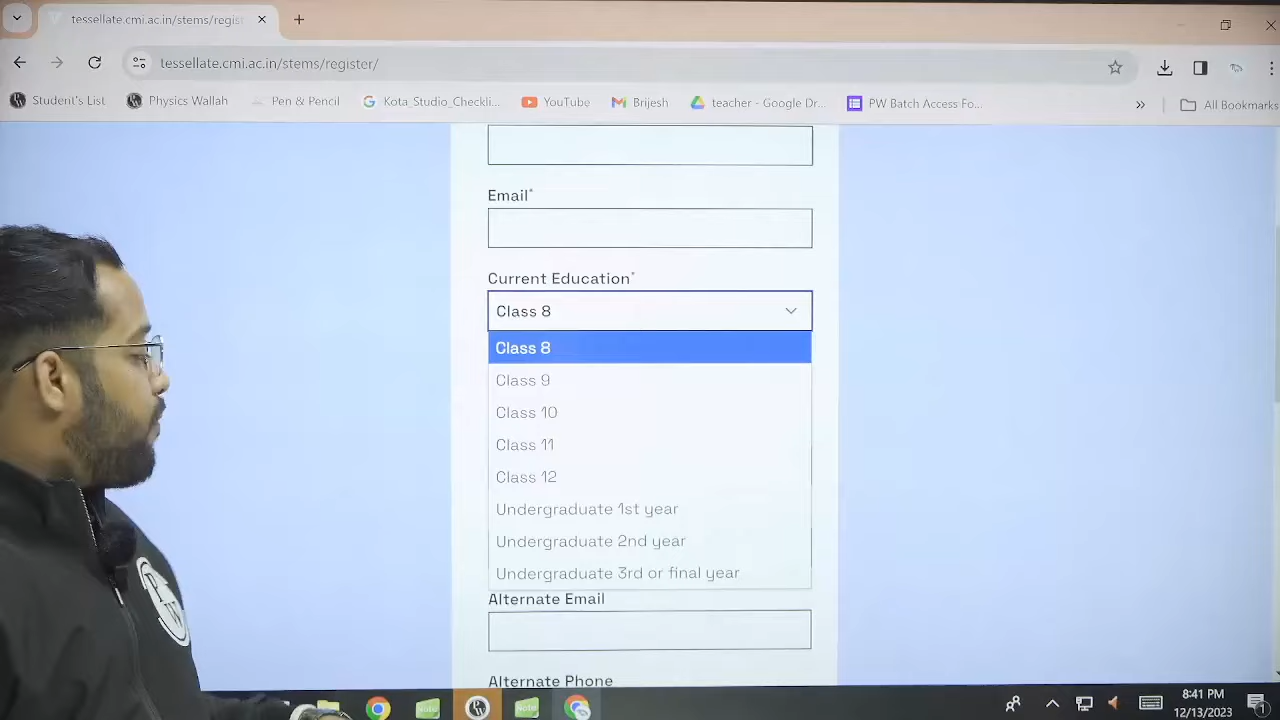 tessellate.cmi.ac.in/stems/regist
tessellate.cmi.ac.in/stems/register/
Student's List
Physics Wallah
Pen & Pencil
Kota_Studio_Checkli...
YouTube
Brijesh
teacher - Google Dr...
PW Batch Access Fo...
»
All Bookmarks
Email*
Current Education*
Class 8
Class 8
Class 9
Class 10
Class 11
Class 12
Undergraduate 1st year
Undergraduate 2nd year
Undergraduate 3rd or final year
Alternate Email
Alternate Phone
8:41 PM
12/13/2023
1